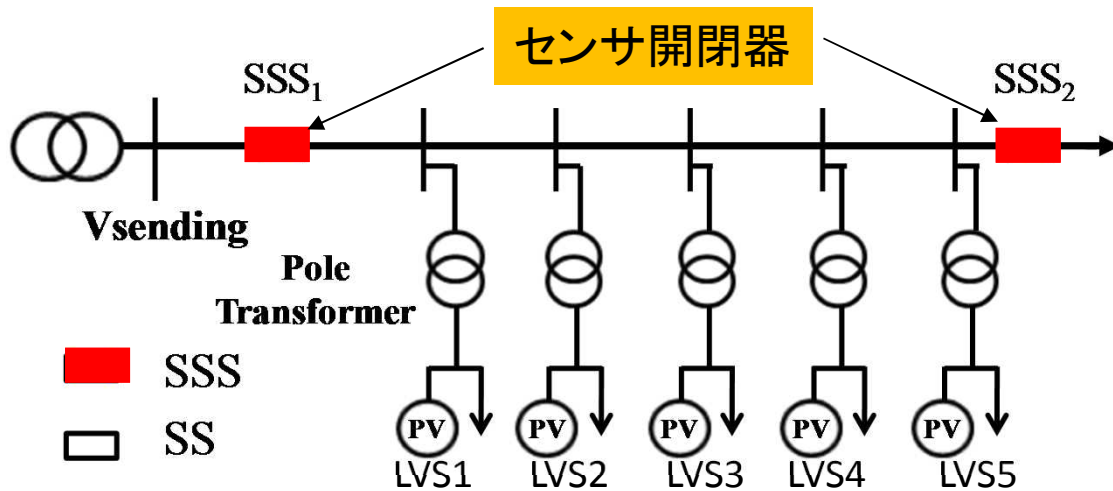 センサ開閉器
SSS₁
SSS₂
Vsending
Pole
Transformer
SSS
SS
PV
PV
PV
PV
PV
LVS1
LVS2
LVS3
LVS4
LVS5